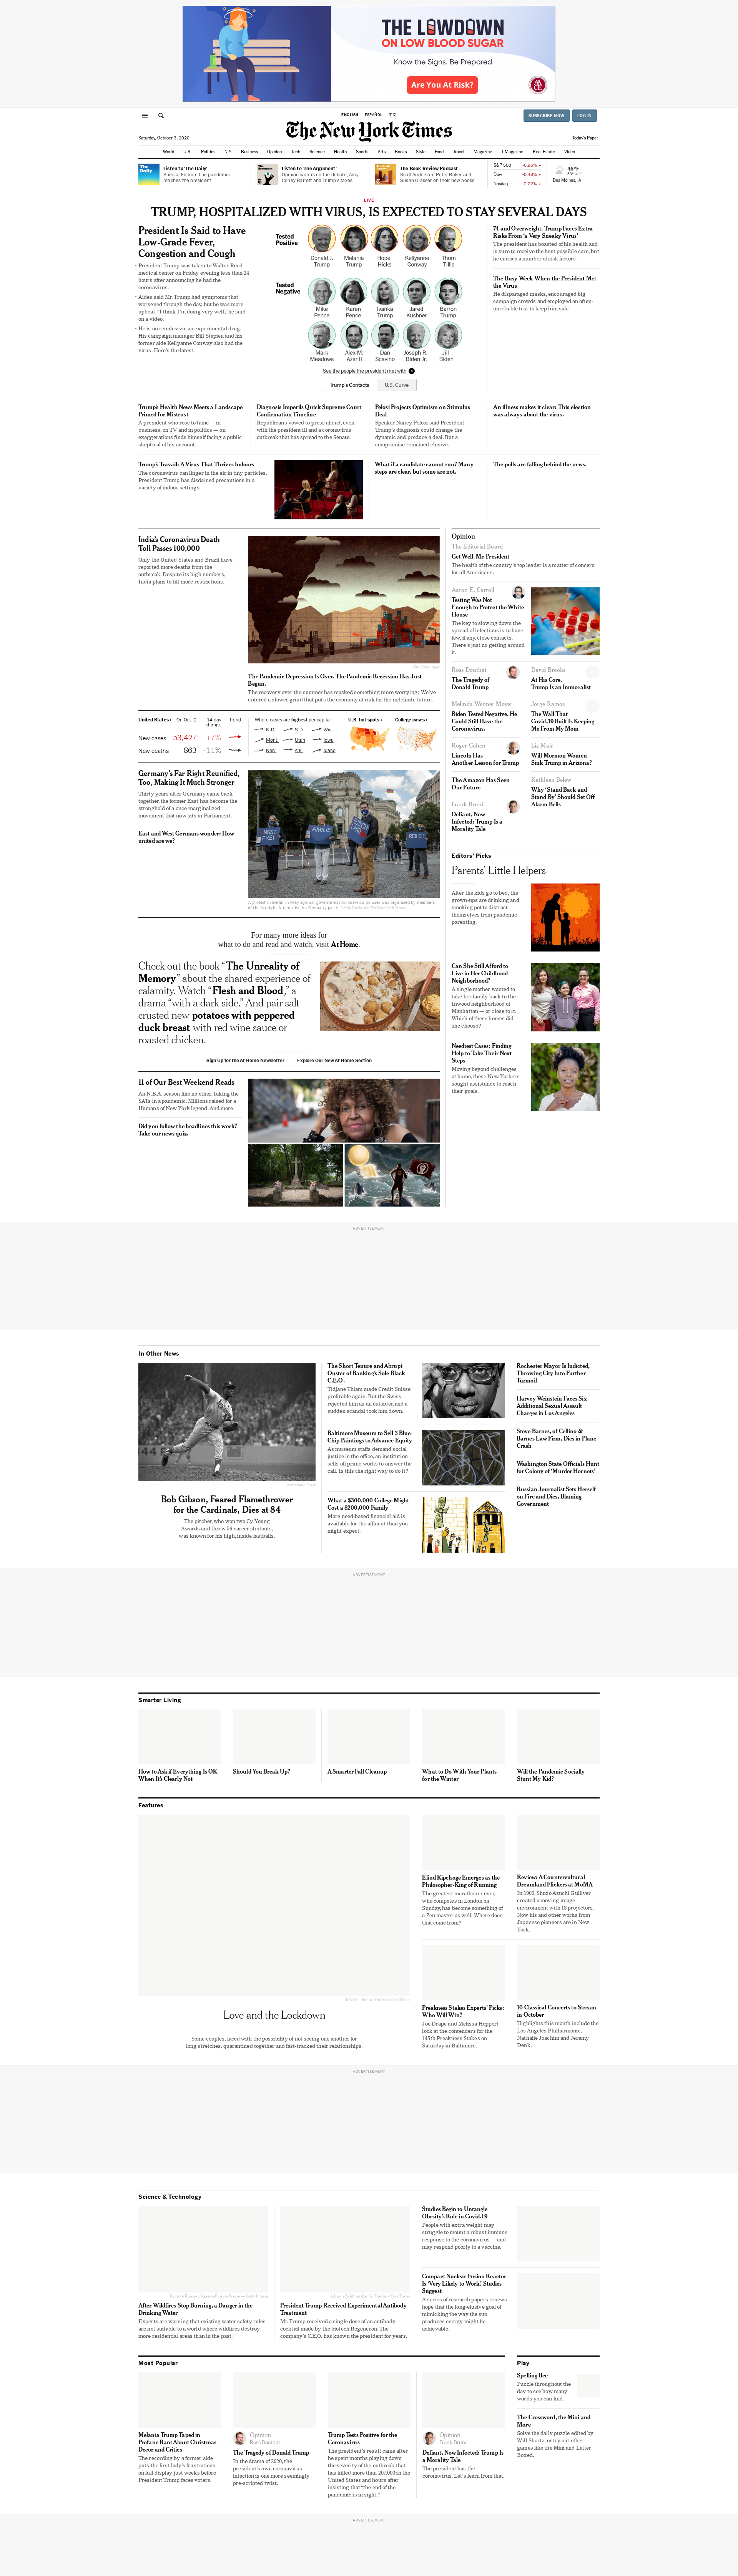 THE LOWDOWN
ON LOW BLOOD SUGAR
Know the Signs. Be Prepared
Are You At Risk?
ENGLISH ESPAÑOL 中文
SUBSCRIBE NOW LOG IN
The New York Times
Saturday, October 3, 2020
Today's Paper
World U.S. Politics N.Y. Business Opinion Tech Science Health Sports Arts Books Style Food Travel Magazine T Magazine Real Estate Video
The Daily
Listen to 'The Daily'
Special Edition: The pandemic
reaches the president.
Listen to 'The Argument'
Opinion writers on the debate, Amy
Coney Barrett and Trump's taxes.
The Book Review Podcast
Scott Anderson, Peter Baker and
Susan Glasser on their new books.
S&P 500 -0.96% ↓
Dow -0.48% ↓
Nasdaq -2.22% ↓
46°F
Des Moines, IA
LIVE
TRUMP, HOSPITALIZED WITH VIRUS, IS EXPECTED TO STAY SEVERAL DAYS
President Is Said to Have
Low-Grade Fever,
Congestion and Cough
• President Trump was taken to Walter Reed
medical center on Friday evening less than 24
hours after announcing he had the
coronavirus.
• Aides said Mr. Trump had symptoms that
worsened through the day, but he was more
upbeat. "I think I'm doing very well," he said
on a video.
• He is on remdesivir, an experimental drug.
His campaign manager Bill Stepien and his
former aide Kellyanne Conway also had the
virus. Here's the latest.
Tested
Positive
Donald J.
Trump
Melania
Trump
Hope
Hicks
Kellyanne
Conway
Thom
Tillis
Tested
Negative
Mike
Pence
Karen
Pence
Ivanka
Trump
Jared
Kushner
Barron
Trump
Mark
Meadows
Alex M.
Azar II
Dan
Scavino
Joseph R.
Biden Jr.
Jill
Biden
See the people the president met with
Trump's Contacts U.S. Curve
74 and Overweight, Trump Faces Extra
Risks From 'a Very Sneaky Virus'
The president has boasted of his health and
is sure to receive the best possible care, but
he carries a number of risk factors.
The Busy Week When the President Met
the Virus
He disparaged masks, encouraged big
campaign crowds and employed an often-
unreliable test to keep him safe.
Trump's Health News Meets a Landscape
Primed for Mistrust
A president who rose to fame — in
business, on TV and in politics — on
exaggerations finds himself facing a public
skeptical of his account.
Diagnosis Imperils Quick Supreme Court
Confirmation Timeline
Republicans vowed to press ahead, even
with the president ill and a coronavirus
outbreak that has spread to the Senate.
Pelosi Projects Optimism on Stimulus
Deal
Speaker Nancy Pelosi said President
Trump's diagnosis could change the
dynamic and produce a deal. But a
compromise remained elusive.
An illness makes it clear: This election
was always about the virus.
Trump's Travail: A Virus That Thrives Indoors
The coronavirus can linger in the air in tiny particles.
President Trump has disdained precautions in a
variety of indoor settings.
What if a candidate cannot run? Many
steps are clear, but some are not.
The polls are falling behind the news.
India's Coronavirus Death
Toll Passes 100,000
Only the United States and Brazil have
reported more deaths from the
outbreak. Despite its high numbers,
India plans to lift more restrictions.
The Pandemic Depression Is Over. The Pandemic Recession Has Just
Begun.
The recovery over the summer has masked something more worrying: We've
entered a slower grind that puts the economy at risk for the indefinite future.
United States › On Oct. 2 14-day
change Trend
New cases 53,427 +7%
New deaths 863 -11%
Where cases are highest per capita
N.D. S.D. Wis.
Mont. Utah Iowa
Neb. Ark. Idaho
U.S. hot spots › College cases ›
Germany's Far Right Reunified,
Too, Making It Much Stronger
Thirty years after Germany came back
together, the former East has become the
stronghold of a once-marginalized
movement that now sits in Parliament.
East and West Germans wonder: How
united are we?
A protest in Berlin in May against government coronavirus policies was organized by members
of the far-right Alternative for Germany party.
For many more ideas for
what to do and read and watch, visit At Home.
Check out the book "The Unreality of
Memory" about the shared experience of
calamity. Watch "Flesh and Blood," a
drama "with a dark side." And pair salt-
crusted new potatoes with peppered
duck breast with red wine sauce or
roasted chicken.
Sign Up for the At Home Newsletter Explore Our New At Home Section
11 of Our Best Weekend Reads
An N.B.A. season like no other. Taking the
SATs in a pandemic. Millions raised for a
Humans of New York legend. And more.
Did you follow the headlines this week?
Take our news quiz.
Opinion
The Editorial Board
Get Well, Mr. President
The health of the country's top leader is a matter of concern
for all Americans.
Aaron E. Carroll
Testing Was Not
Enough to Protect the White
House
The key to slowing down the
spread of infections is to have
few, if any, close contacts.
There's just no getting around
it.
Ross Douthat
The Tragedy of
Donald Trump
David Brooks
At His Core,
Trump Is an Immoralist
Melinda Wenner Moyer
Biden Tested Negative. He
Could Still Have the
Coronavirus.
Jorge Ramos
The Wall That
Covid-19 Built Is Keeping
Me From My Mom
Roger Cohen
Lincoln Has
Another Lesson for Trump
Liz Mair
Will Mormon Women
Sink Trump in Arizona?
The Amazon Has Seen
Our Future
Kathleen Belew
Why 'Stand Back and
Stand By' Should Set Off
Alarm Bells
Frank Bruni
Defiant, Now
Infected: Trump Is a
Morality Tale
Editors' Picks
Parents' Little Helpers
After the kids go to bed, the
grown-ups are drinking and
smoking pot to distract
themselves from pandemic
parenting.
Can She Still Afford to
Live in Her Childhood
Neighborhood?
A single mother wanted to
take her family back to the
Inwood neighborhood of
Manhattan — or close to it.
Which of these homes did
she choose?
Neediest Cases: Finding
Help to Take Their Next
Steps
Moving beyond challenges
at home, these New Yorkers
sought assistance to reach
their goals.
ADVERTISEMENT
In Other News
Bob Gibson, Feared Flamethrower
for the Cardinals, Dies at 84
The pitcher, who won two Cy Young
Awards and threw 56 career shutouts,
was known for his high, inside fastballs.
The Short Tenure and Abrupt
Ouster of Banking's Sole Black
C.E.O.
Tidjane Thiam made Credit Suisse
profitable again. But the Swiss
rejected him as an outsider, and a
sudden scandal took him down.
Baltimore Museum to Sell 3 Blue-
Chip Paintings to Advance Equity
As museum staffs demand social
justice in the office, an institution
sells off prime works to answer the
call. Is this the right way to do it?
What a $300,000 College Might
Cost a $200,000 Family
More need-based financial aid is
available for the affluent than you
might expect.
Rochester Mayor Is Indicted,
Throwing City Into Further
Turmoil
Harvey Weinstein Faces Six
Additional Sexual Assault
Charges in Los Angeles
Steve Barnes, of Cellino &
Barnes Law Firm, Dies in Plane
Crash
Washington State Officials Hunt
for Colony of 'Murder Hornets'
Russian Journalist Sets Herself
on Fire and Dies, Blaming
Government
ADVERTISEMENT
Smarter Living
How to Ask if Everything Is OK
When It's Clearly Not
Should You Break Up?
A Smarter Fall Cleanup
What to Do With Your Plants
for the Winter
Will the Pandemic Socially
Stunt My Kid?
Features
Love and the Lockdown
Some couples, faced with the possibility of not seeing one another for
long stretches, quarantined together and fast-tracked their relationships.
Eliud Kipchoge Emerges as the
Philosopher-King of Running
The greatest marathoner ever,
who competes in London on
Sunday, has become something of
a Zen master as well. Where does
that come from?
Review: A Countercultural
Dreamland Flickers at MoMA
In 1969, Shuzo Azuchi Gulliver
created a moving-image
environment with 18 projectors.
Now his and other works from
Japanese pioneers are in New
York.
Preakness Stakes Experts' Picks:
Who Will Win?
Joe Drape and Melissa Hoppert
look at the contenders for the
145th Preakness Stakes on
Saturday in Baltimore.
10 Classical Concerts to Stream
in October
Highlights this month include the
Los Angeles Philharmonic,
Nathalie Joachim and Jeremy
Denk.
ADVERTISEMENT
Science & Technology
After Wildfires Stop Burning, a Danger in the
Drinking Water
Experts are warning that existing water safety rules
are not suitable to a world where wildfires destroy
more residential areas than in the past.
President Trump Received Experimental Antibody
Treatment
Mr. Trump received a single dose of an antibody
cocktail made by the biotech Regeneron. The
company's C.E.O. has known the president for years.
Studies Begin to Untangle
Obesity's Role in Covid-19
People with extra weight may
struggle to mount a robust immune
response to the coronavirus — and
may respond poorly to a vaccine.
Compact Nuclear Fusion Reactor
Is 'Very Likely to Work,' Studies
Suggest
A series of research papers renews
hope that the long-elusive goal of
mimicking the way the sun
produces energy might be
achievable.
Most Popular
Melania Trump Taped in
Profane Rant About Christmas
Decor and Critics
The recording by a former aide
puts the first lady's frustrations
on full display just weeks before
President Trump faces voters.
Opinion
Ross Douthat
The Tragedy of Donald Trump
In the drama of 2020, the
president's own coronavirus
infection is one more seemingly
pre-scripted twist.
Trump Tests Positive for the
Coronavirus
The president's result came after
he spent months playing down
the severity of the outbreak that
has killed more than 207,000 in the
United States and hours after
insisting that "the end of the
pandemic is in sight."
Opinion
Frank Bruni
Defiant, Now Infected: Trump Is
a Morality Tale
The president has the
coronavirus. Let's learn from that.
Play
Spelling Bee
Puzzle throughout the
day to see how many
words you can find.
The Crossword, the Mini and
More
Solve the daily puzzle edited by
Will Shortz, or try out other
games like the Mini and Letter
Boxed.
ADVERTISEMENT